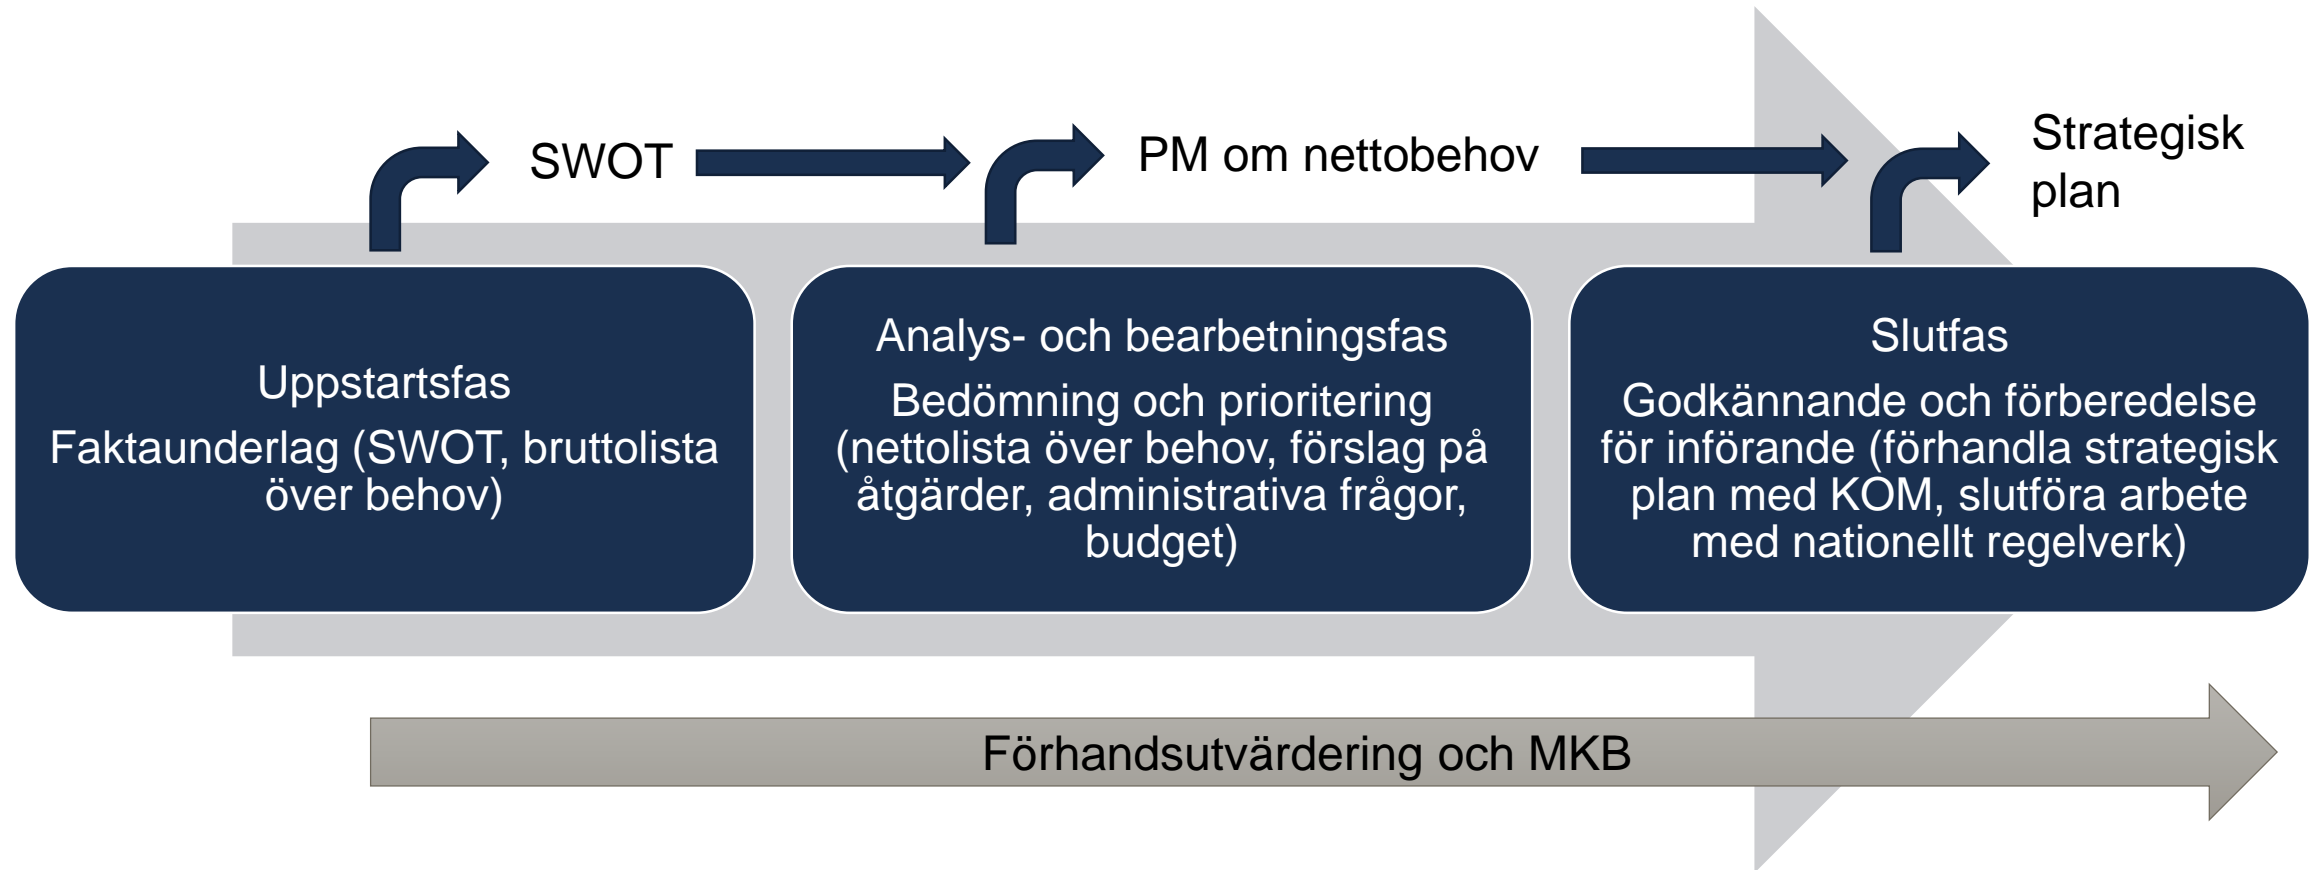 SWOT
PM om nettobehov
Strategisk
plan
Uppstartsfas
Faktaunderlag (SWOT, bruttolista
över behov)
Analys- och bearbetningsfas
Bedömning och prioritering
(nettolista över behov, förslag på
åtgärder, administrativa frågor,
budget)
Slutfas
Godkännande och förberedelse
för införande (förhandla strategisk
plan med KOM, slutföra arbete
med nationellt regelverk)
Förhandsutvärdering och MKB